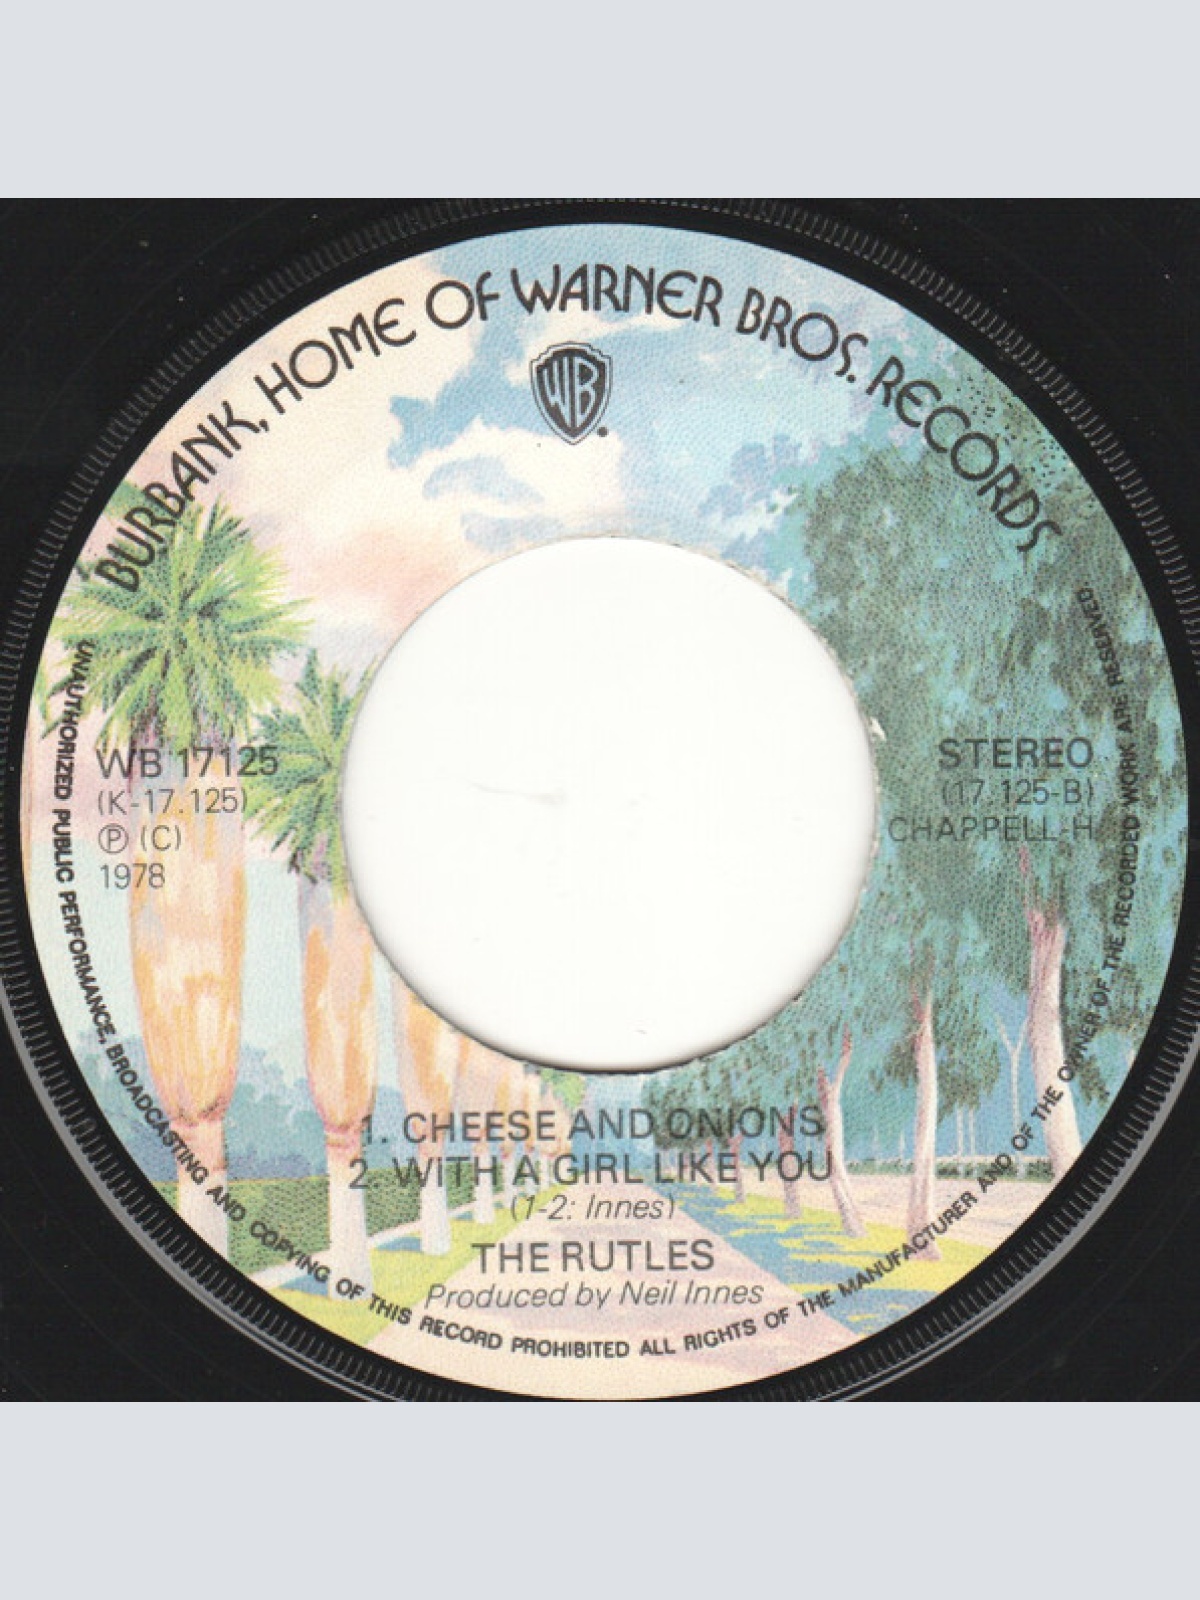 BURBANK, HOME OF WARNER BROS. RECORDS
WB
WB 17125
(K-17.125)
Ⓟ (C)
1978
STEREO
(17.125-B)
CHAPPELL-H
1. CHEESE AND ONIONS
2. WITH A GIRL LIKE YOU
(1-2: Innes)
THE RUTLES
Produced by Neil Innes
UNAUTHORIZED PUBLIC PERFORMANCE, BROADCASTING AND COPYING OF THIS RECORD PROHIBITED ALL RIGHTS OF THE MANUFACTURER AND OF THE OWNER OF THE RECORDED WORK ARE RESERVED.